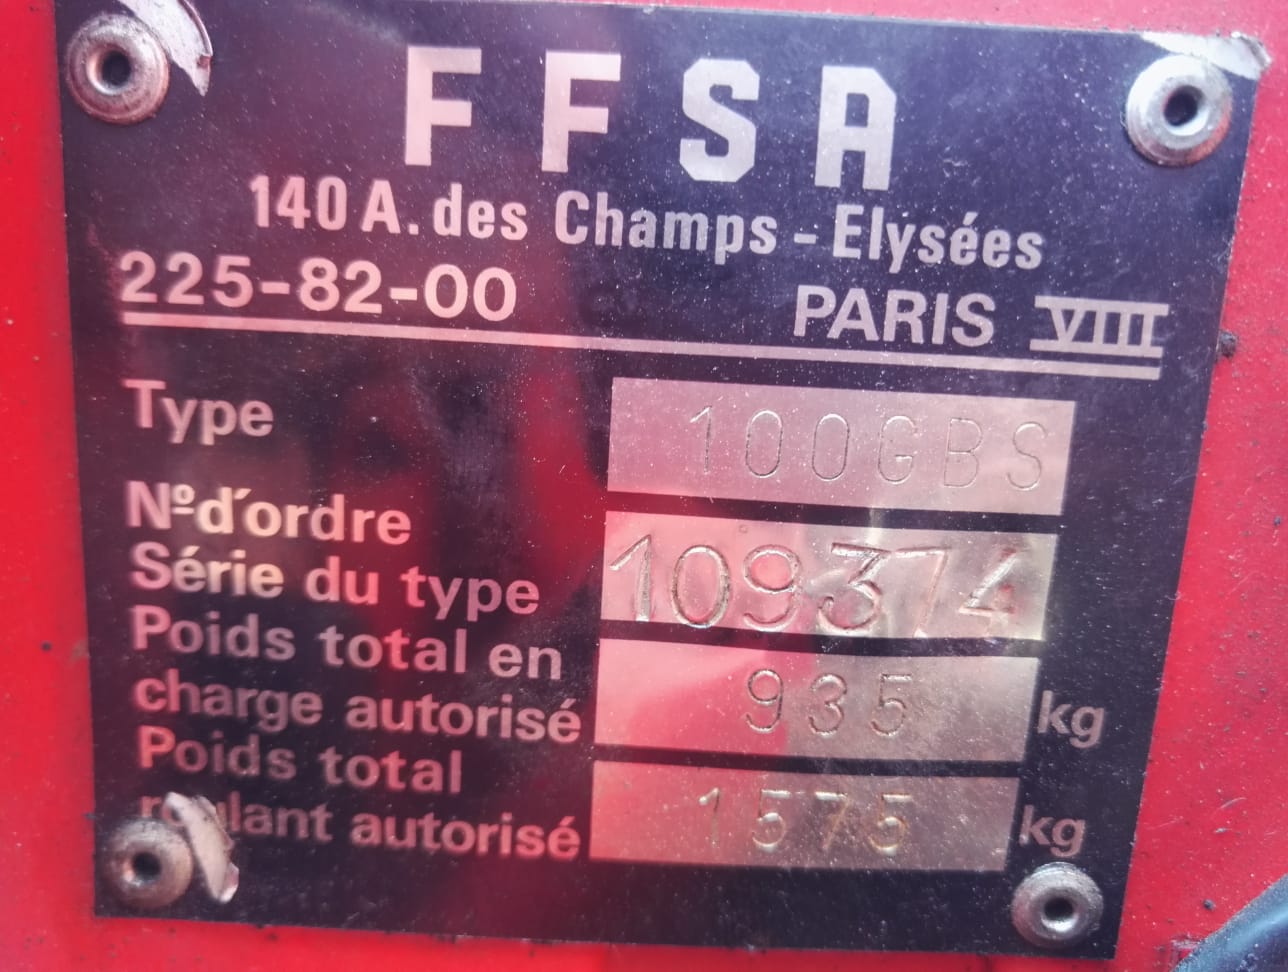 FFSA
140 A. des Champs - Elysées
225-82-00 PARIS VIII
Type 100GBS
Nº d'ordre
Série du type 109374
Poids total en
charge autorisé 935 kg
Poids total
roulant autorisé 1575 kg